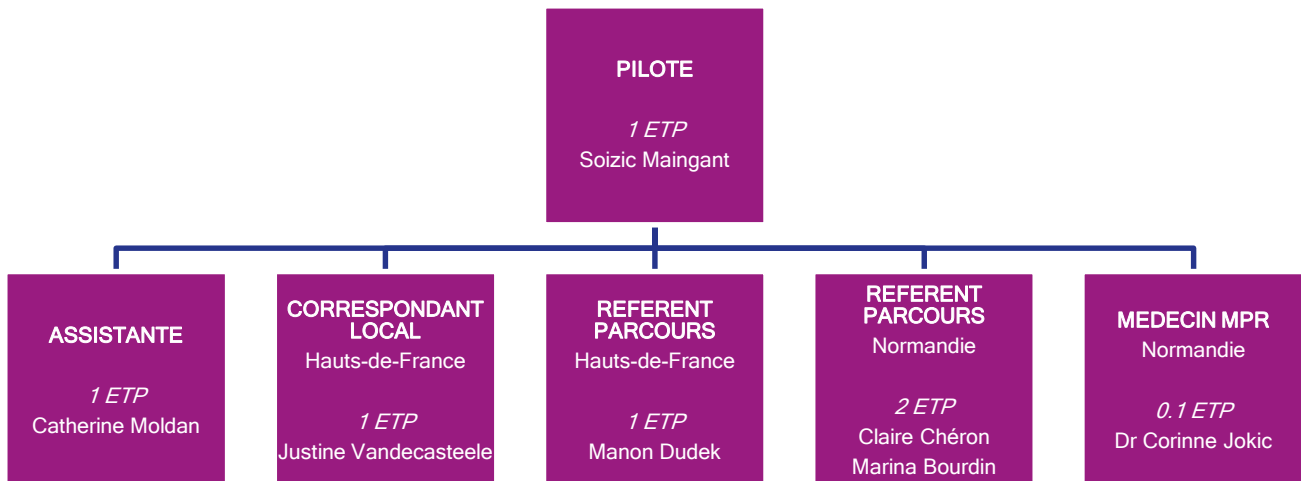 PILOTE
1 ETP
Soizic Maingant
ASSISTANTE
1 ETP
Catherine Moldan
CORRESPONDANT
LOCAL
Hauts-de-France
1 ETP
Justine Vandecasteele
REFERENT
PARCOURS
Hauts-de-France
1 ETP
Manon Dudek
REFERENT
PARCOURS
Normandie
2 ETP
Claire Chéron
Marina Bourdin
MEDECIN MPR
Normandie
0.1 ETP
Dr Corinne Jokic